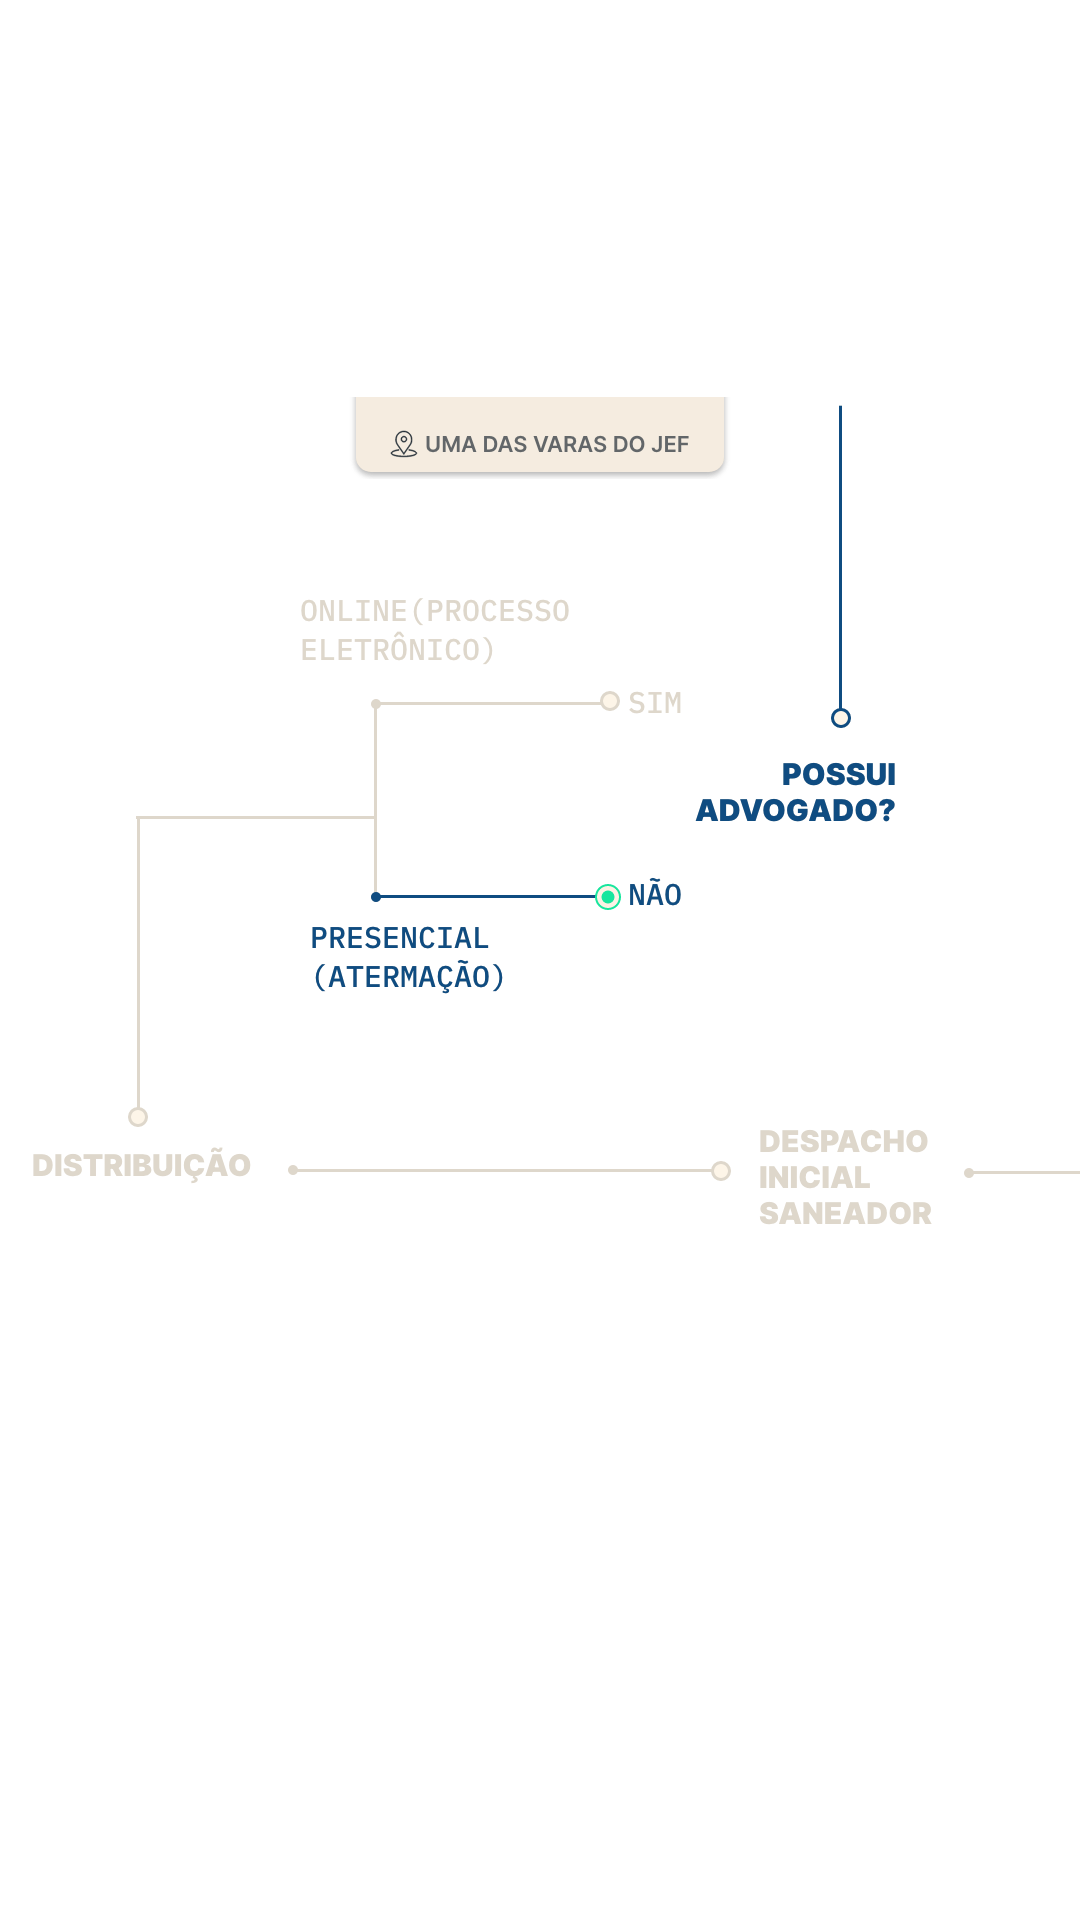 UMA DAS VARAS DO JEF
ONLINE(PROCESSO
ELETRÔNICO)
SIM
POSSUI
ADVOGADO?
NÃO
PRESENCIAL
(ATERMAÇÃO)
DISTRIBUIÇÃO
DESPACHO
INICIAL
SANEADOR